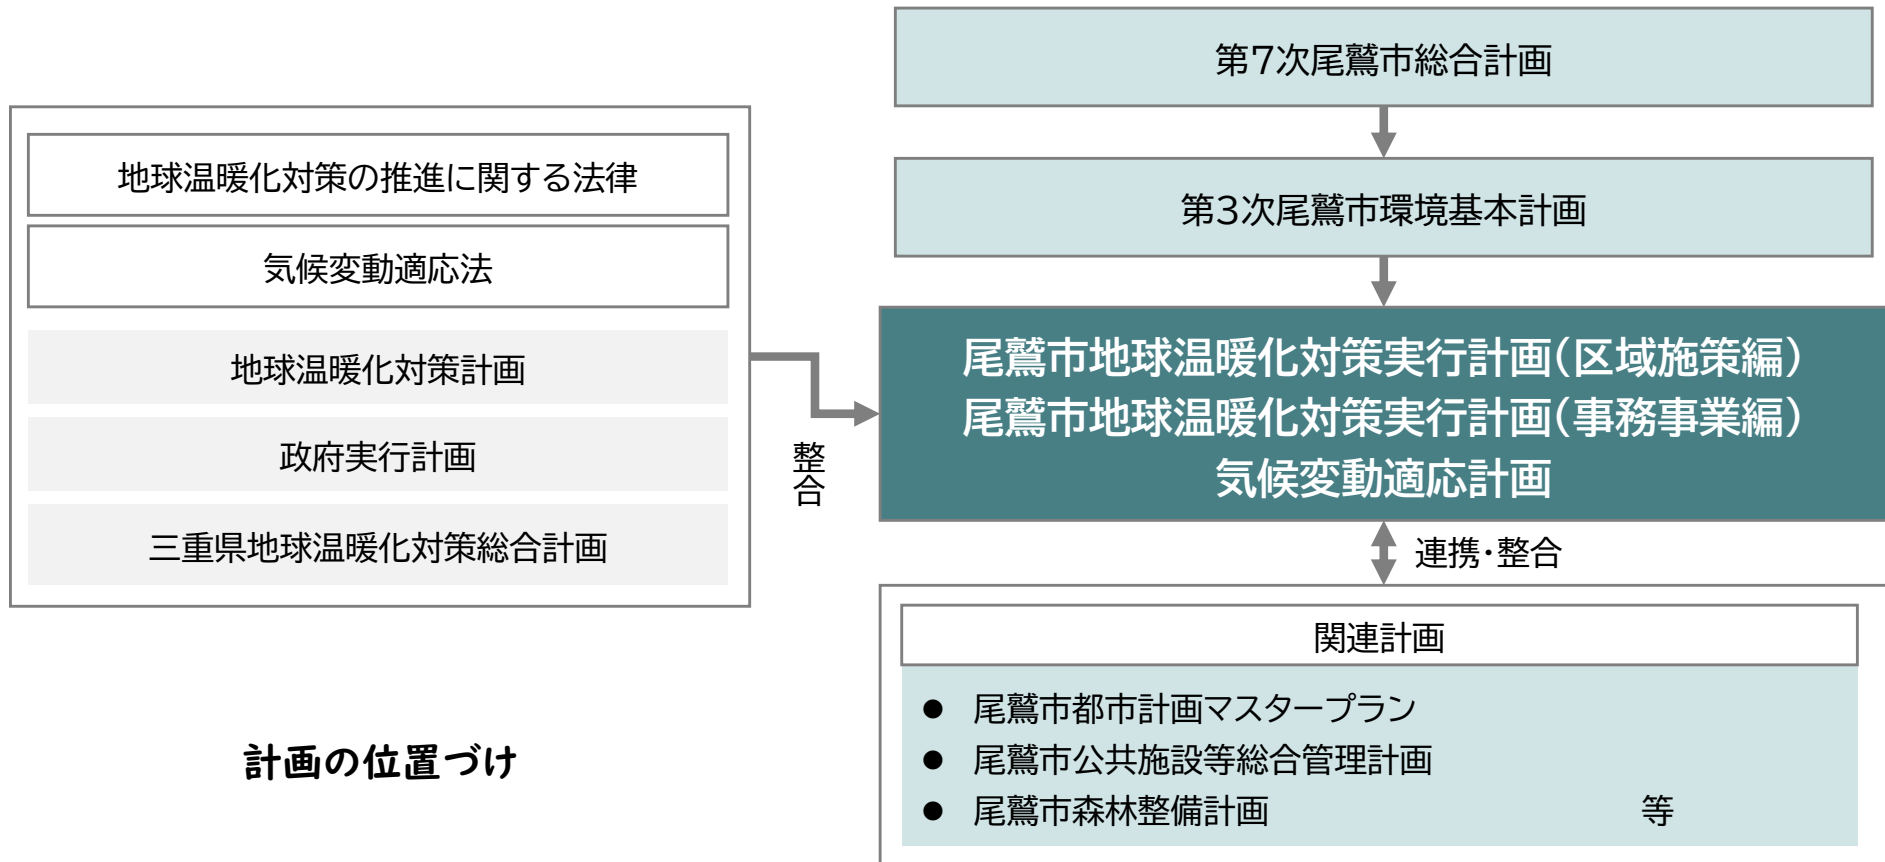 第7次尾鷲市総合計画
第3次尾鷲市環境基本計画
地球温暖化対策の推進に関する法律
気候変動適応法
地球温暖化対策計画
政府実行計画
三重県地球温暖化対策総合計画
整合
尾鷲市地球温暖化対策実行計画(区域施策編)
尾鷲市地球温暖化対策実行計画(事務事業編)
気候変動適応計画
連携・整合
関連計画
● 尾鷲市都市計画マスタープラン
● 尾鷲市公共施設等総合管理計画
● 尾鷲市森林整備計画 等
計画の位置づけ